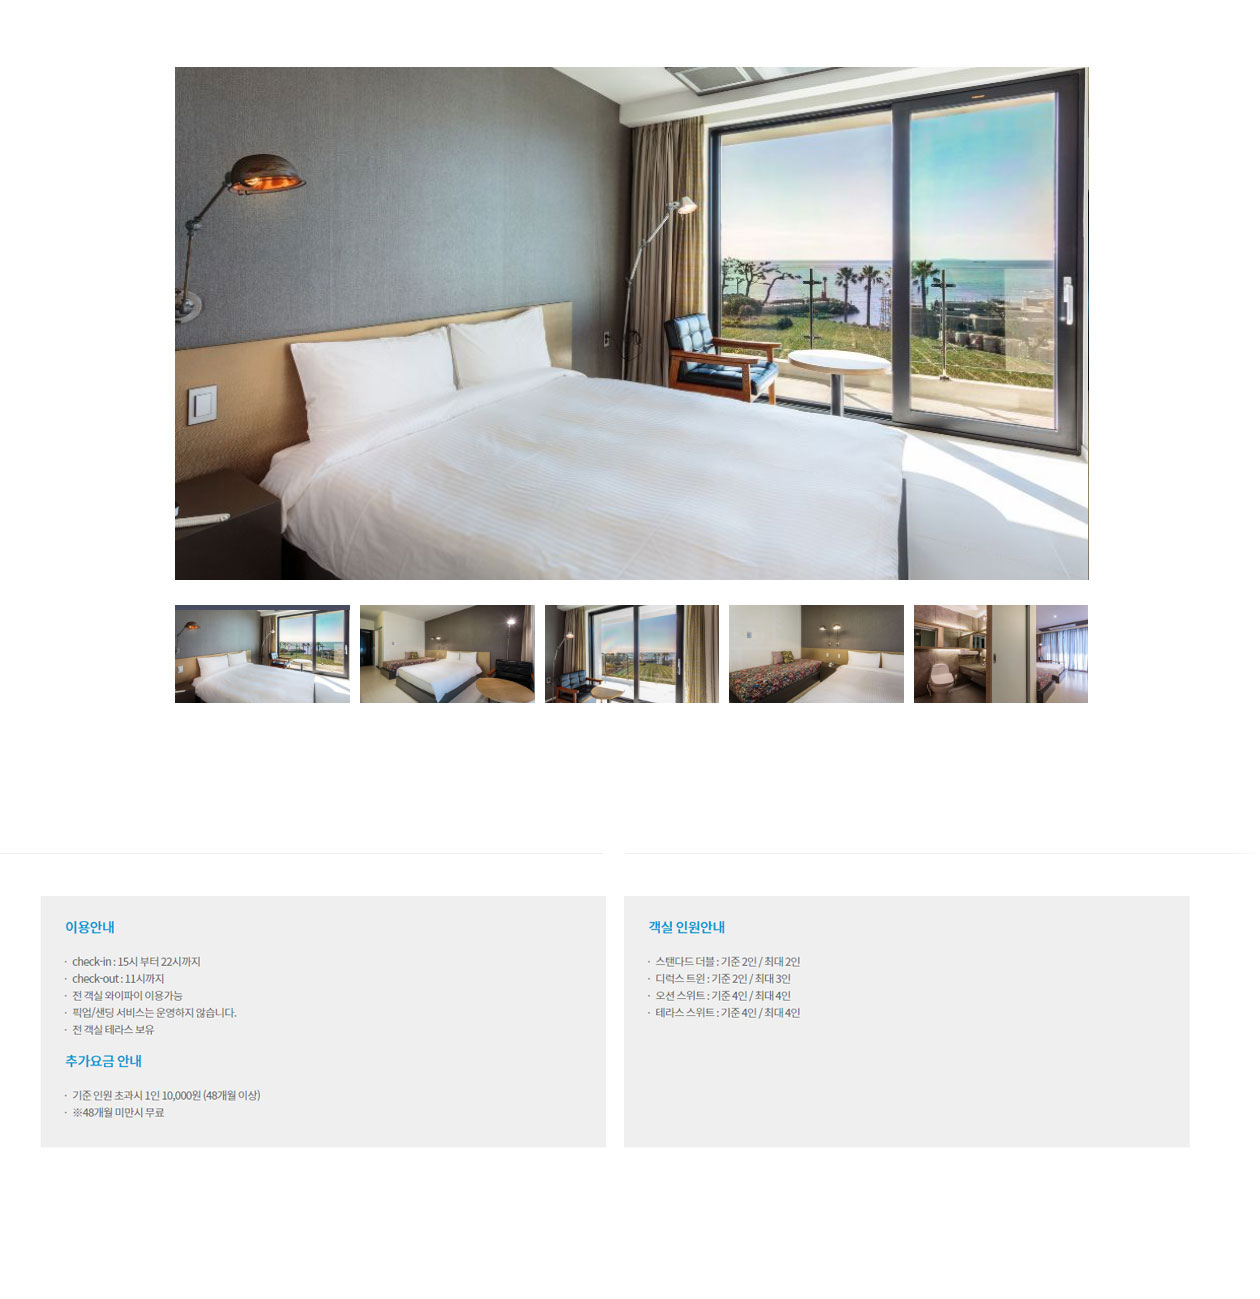 이용안내
· check-in : 15시 부터 22시까지
· check-out : 11시까지
· 전 객실 와이파이 이용가능
· 픽업/샌딩 서비스는 운영하지 않습니다.
· 전 객실 테라스 보유
추가요금 안내
· 기준 인원 초과시 1인 10,000원 (48개월 이상)
· ※48개월 미만시 무료
객실 인원안내
· 스탠다드 더블 : 기준 2인 / 최대 2인
· 디럭스 트윈 : 기준 2인 / 최대 3인
· 오션 스위트 : 기준 4인 / 최대 4인
· 테라스 스위트 : 기준 4인 / 최대 4인